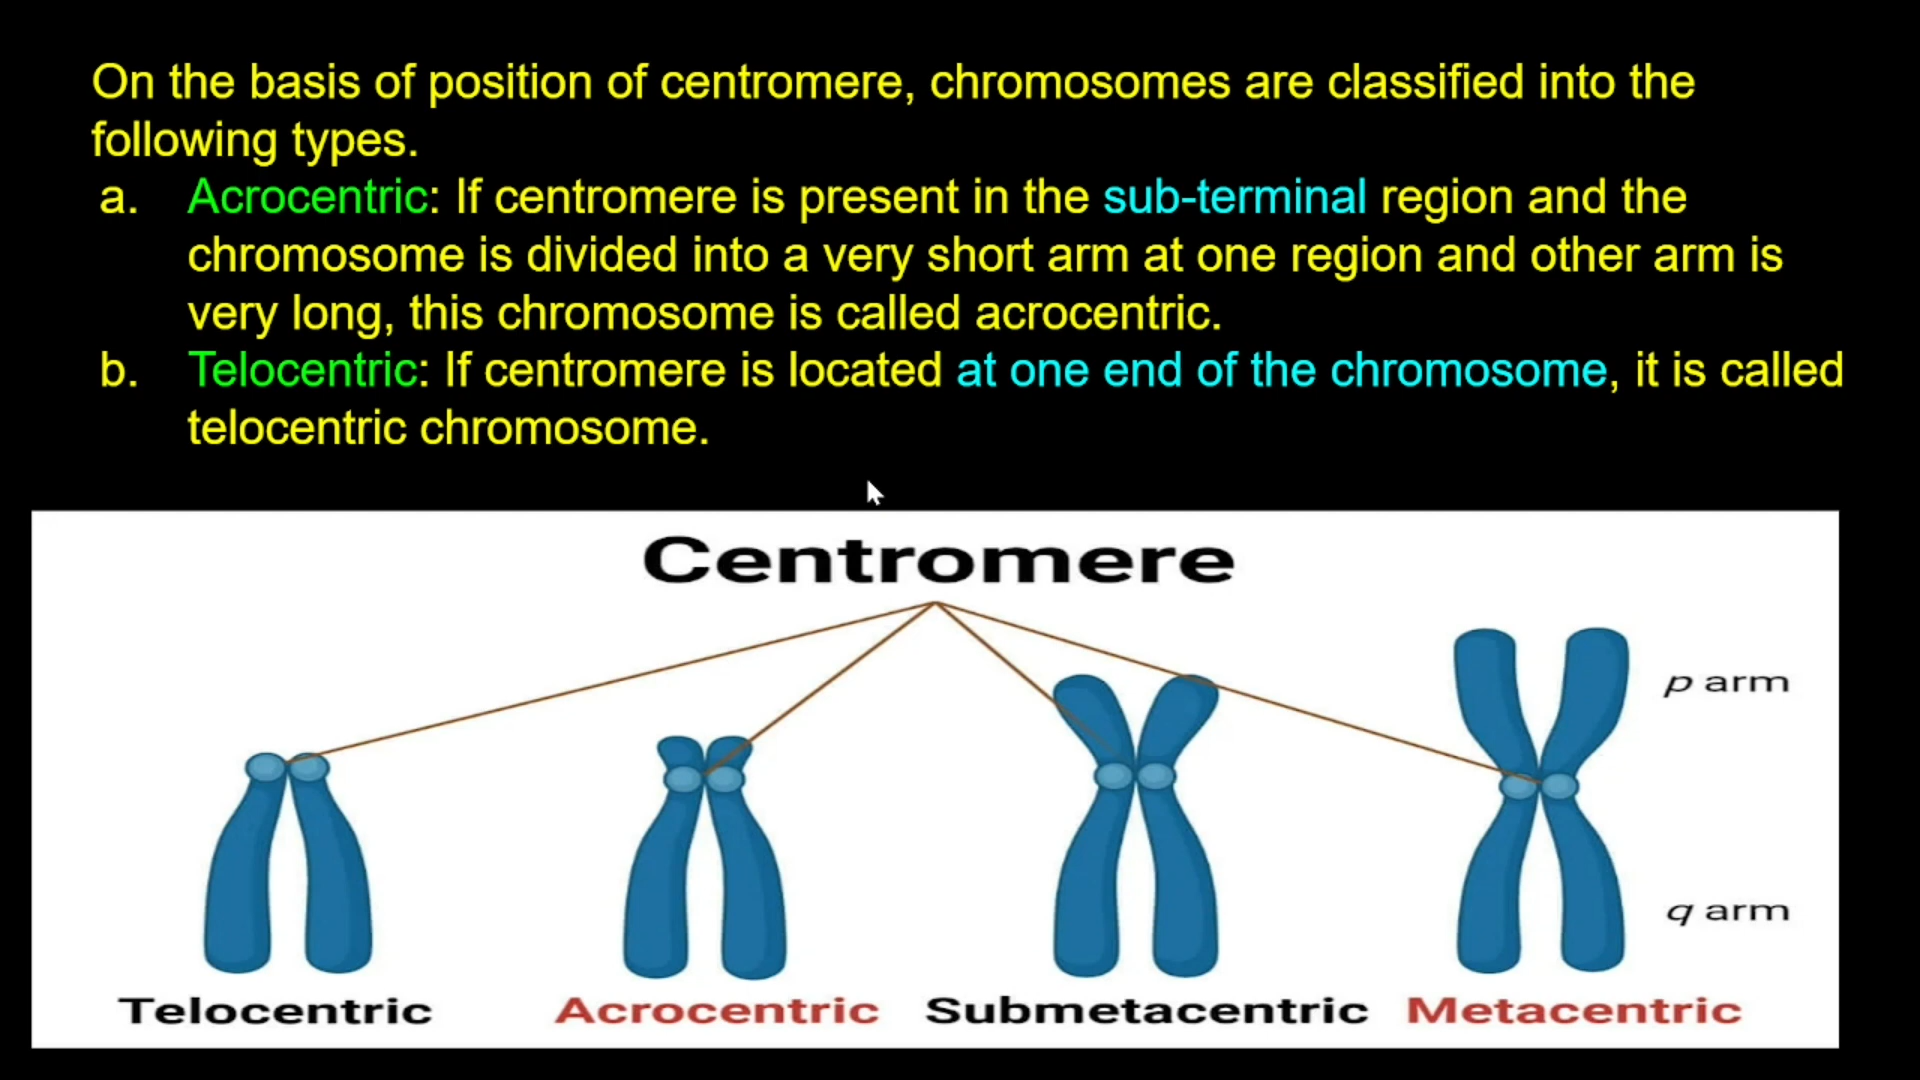 On the basis of position of centromere, chromosomes are classified into the
following types.
a. Acrocentric: If centromere is present in the sub-terminal region and the
chromosome is divided into a very short arm at one region and other arm is
very long, this chromosome is called acrocentric.
b. Telocentric: If centromere is located at one end of the chromosome, it is called
telocentric chromosome.
Centromere
p arm
q arm
Telocentric Acrocentric Submetacentric Metacentric